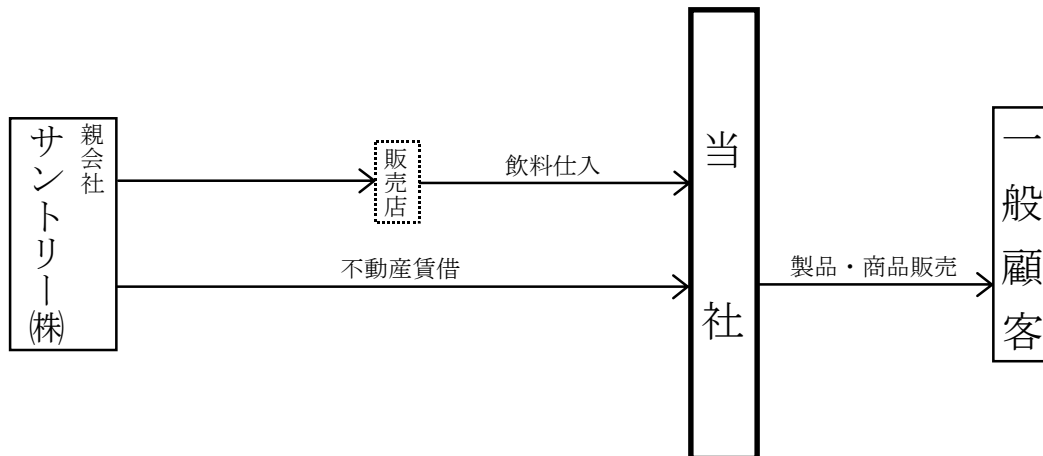 親会社
サントリー㈱
販売店
飲料仕入
不動産賃借
当社
製品・商品販売
一般顧客